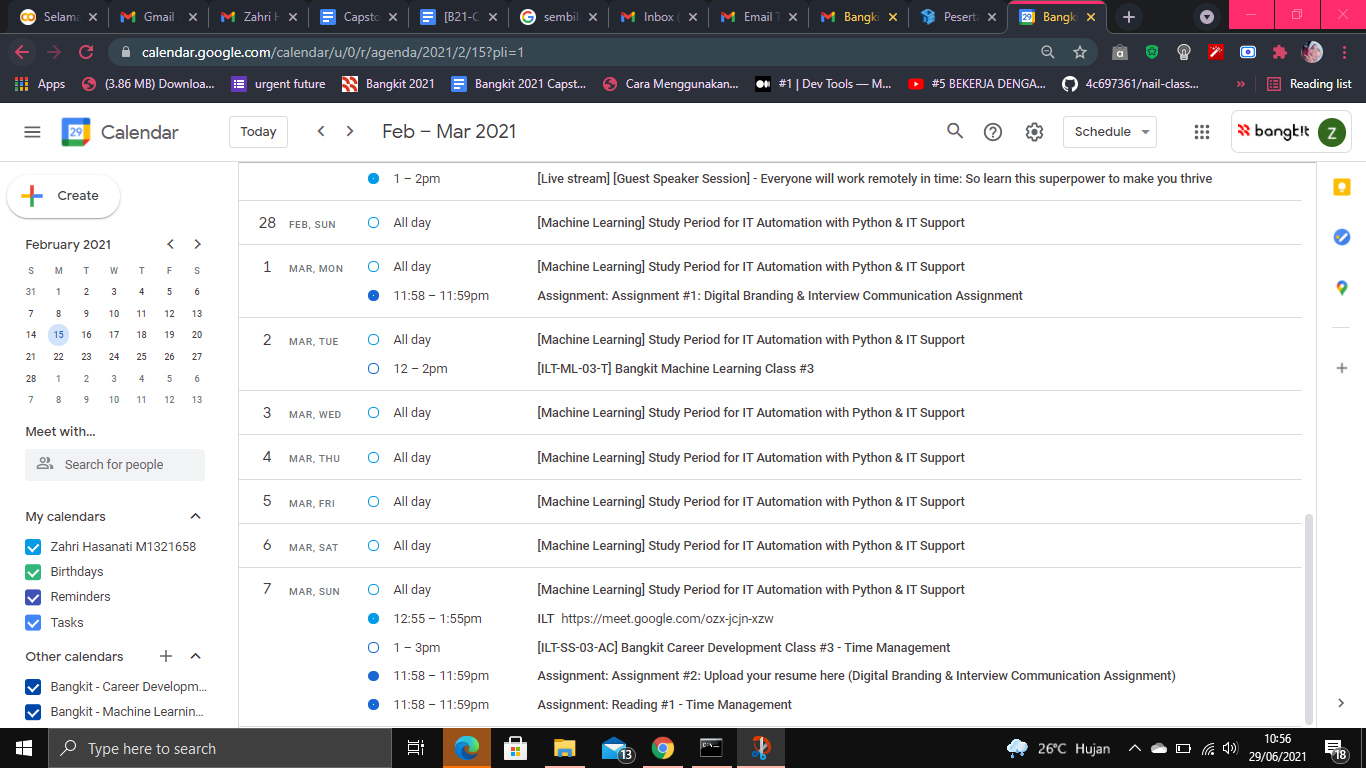 Selama
Gmail
Zahri H
Capsto
[B21-C
sembil
Inbox (
Email T
Bangki
Pesert
Bangk
calendar.google.com/calendar/u/0/r/agenda/2021/2/15?pli=1
Apps
(3.86 MB) Downloa...
urgent future
Bangkit 2021
Bangkit 2021 Capst...
Cara Menggunakan...
#1 | Dev Tools — M...
#5 BEKERJA DENGA...
4c697361/nail-class...
»
Reading list
29 Calendar
Today
Feb – Mar 2021
Schedule
bangk!t
Z
Create
February 2021
S M T W T F S
31 1 2 3 4 5 6
7 8 9 10 11 12 13
14 15 16 17 18 19 20
21 22 23 24 25 26 27
28 1 2 3 4 5 6
7 8 9 10 11 12 13
Meet with...
Search for people
My calendars
Zahri Hasanati M1321658
Birthdays
Reminders
Tasks
Other calendars
Bangkit - Career Developm...
Bangkit - Machine Learnin...
1 – 2pm [Live stream] [Guest Speaker Session] - Everyone will work remotely in time: So learn this superpower to make you thrive
28 FEB, SUN All day [Machine Learning] Study Period for IT Automation with Python & IT Support
1 MAR, MON All day [Machine Learning] Study Period for IT Automation with Python & IT Support
11:58 – 11:59pm Assignment: Assignment #1: Digital Branding & Interview Communication Assignment
2 MAR, TUE All day [Machine Learning] Study Period for IT Automation with Python & IT Support
12 – 2pm [ILT-ML-03-T] Bangkit Machine Learning Class #3
3 MAR, WED All day [Machine Learning] Study Period for IT Automation with Python & IT Support
4 MAR, THU All day [Machine Learning] Study Period for IT Automation with Python & IT Support
5 MAR, FRI All day [Machine Learning] Study Period for IT Automation with Python & IT Support
6 MAR, SAT All day [Machine Learning] Study Period for IT Automation with Python & IT Support
7 MAR, SUN All day [Machine Learning] Study Period for IT Automation with Python & IT Support
12:55 – 1:55pm ILT https://meet.google.com/ozx-jcjn-xzw
1 – 3pm [ILT-SS-03-AC] Bangkit Career Development Class #3 - Time Management
11:58 – 11:59pm Assignment: Assignment #2: Upload your resume here (Digital Branding & Interview Communication Assignment)
11:58 – 11:59pm Assignment: Reading #1 - Time Management
Type here to search
13
26°C Hujan
10:56
29/06/2021
18